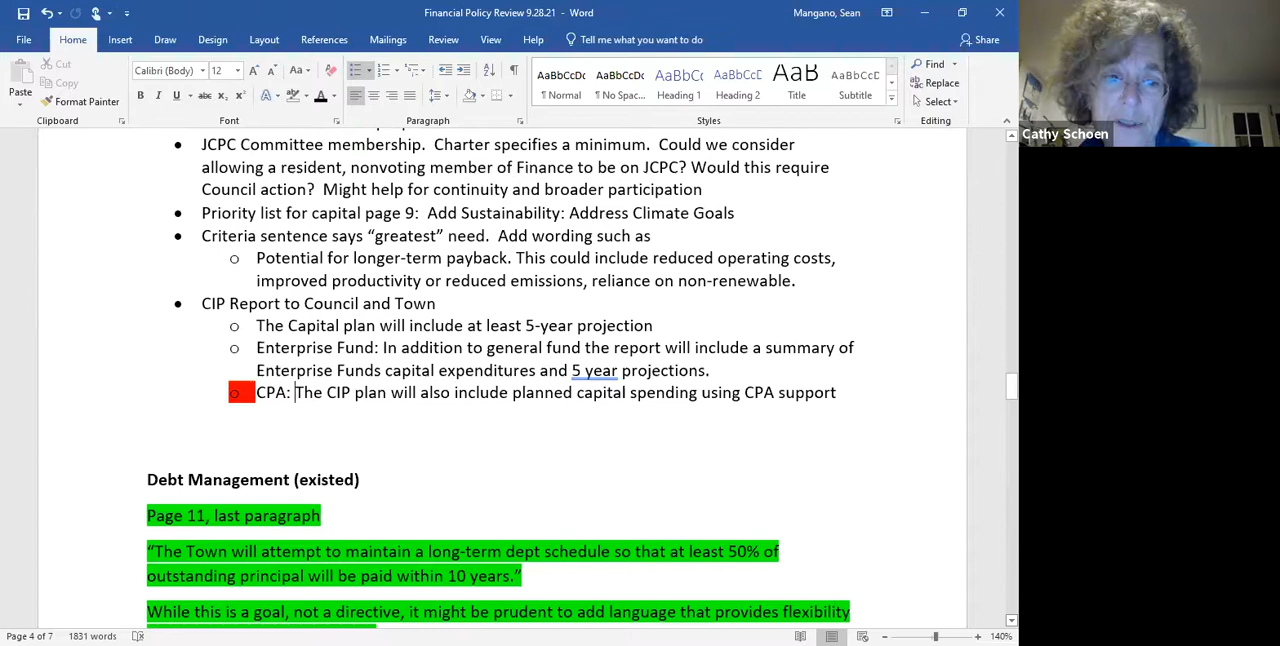 Financial Policy Review 9.28.21 - Word
Mangano, Sean
File Home Insert Draw Design Layout References Mailings Review View Help Tell me what you want to do Share
Cut
Copy
Paste
Format Painter
Clipboard
Calibri (Body) 12
Font
Paragraph
AaBbCcDc AaBbCcDc AaBbC AaBbCcC AaB AaBbCcC
¶ Normal ¶ No Spac... Heading 1 Heading 2 Title Subtitle
Styles
Find
Replace
Select
Editing
JCPC Committee membership. Charter specifies a minimum. Could we consider
allowing a resident, nonvoting member of Finance to be on JCPC? Would this require
Council action? Might help for continuity and broader participation
Priority list for capital page 9: Add Sustainability: Address Climate Goals
Criteria sentence says “greatest” need. Add wording such as
Potential for longer-term payback. This could include reduced operating costs,
improved productivity or reduced emissions, reliance on non-renewable.
CIP Report to Council and Town
The Capital plan will include at least 5-year projection
Enterprise Fund: In addition to general fund the report will include a summary of
Enterprise Funds capital expenditures and 5 year projections.
CPA: The CIP plan will also include planned capital spending using CPA support
Debt Management (existed)
Page 11, last paragraph
“The Town will attempt to maintain a long-term dept schedule so that at least 50% of
outstanding principal will be paid within 10 years.”
While this is a goal, not a directive, it might be prudent to add language that provides flexibility
Page 4 of 7 1831 words
140%
Cathy Schoen